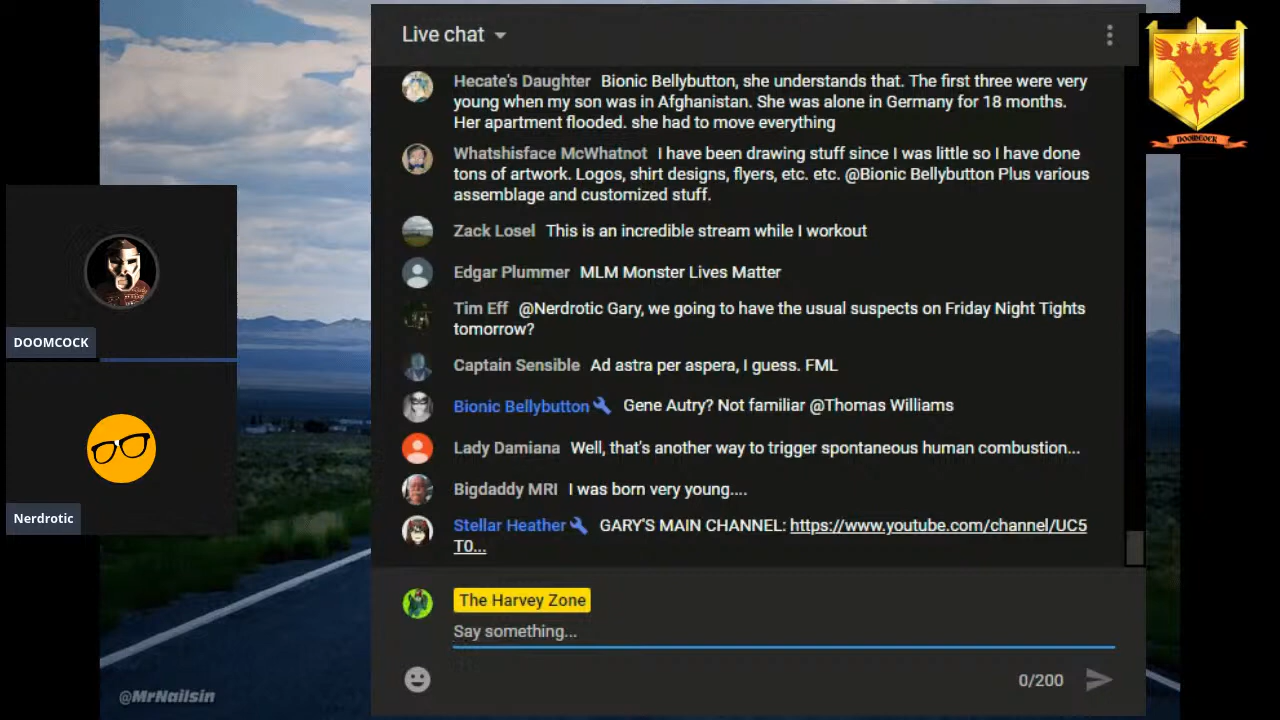 Live chat
Hecate's Daughter Bionic Bellybutton, she understands that. The first three were very
young when my son was in Afghanistan. She was alone in Germany for 18 months.
Her apartment flooded. she had to move everything
DOOMCOCK
Whatshisface McWhatnot I have been drawing stuff since I was little so I have done
tons of artwork. Logos, shirt designs, flyers, etc. etc. @Bionic Bellybutton Plus various
assemblage and customized stuff.
Zack Losel This is an incredible stream while I workout
Edgar Plummer MLM Monster Lives Matter
Tim Eff @Nerdrotic Gary, we going to have the usual suspects on Friday Night Tights
tomorrow?
DOOMCOCK
Captain Sensible Ad astra per aspera, I guess. FML
Bionic Bellybutton Gene Autry? Not familiar @Thomas Williams
Lady Damiana Well, that's another way to trigger spontaneous human combustion...
Bigdaddy MRI I was born very young....
Nerdrotic
Stellar Heather GARY'S MAIN CHANNEL: https://www.youtube.com/channel/UC5
T0...
The Harvey Zone
Say something...
0/200
@MrNailsin